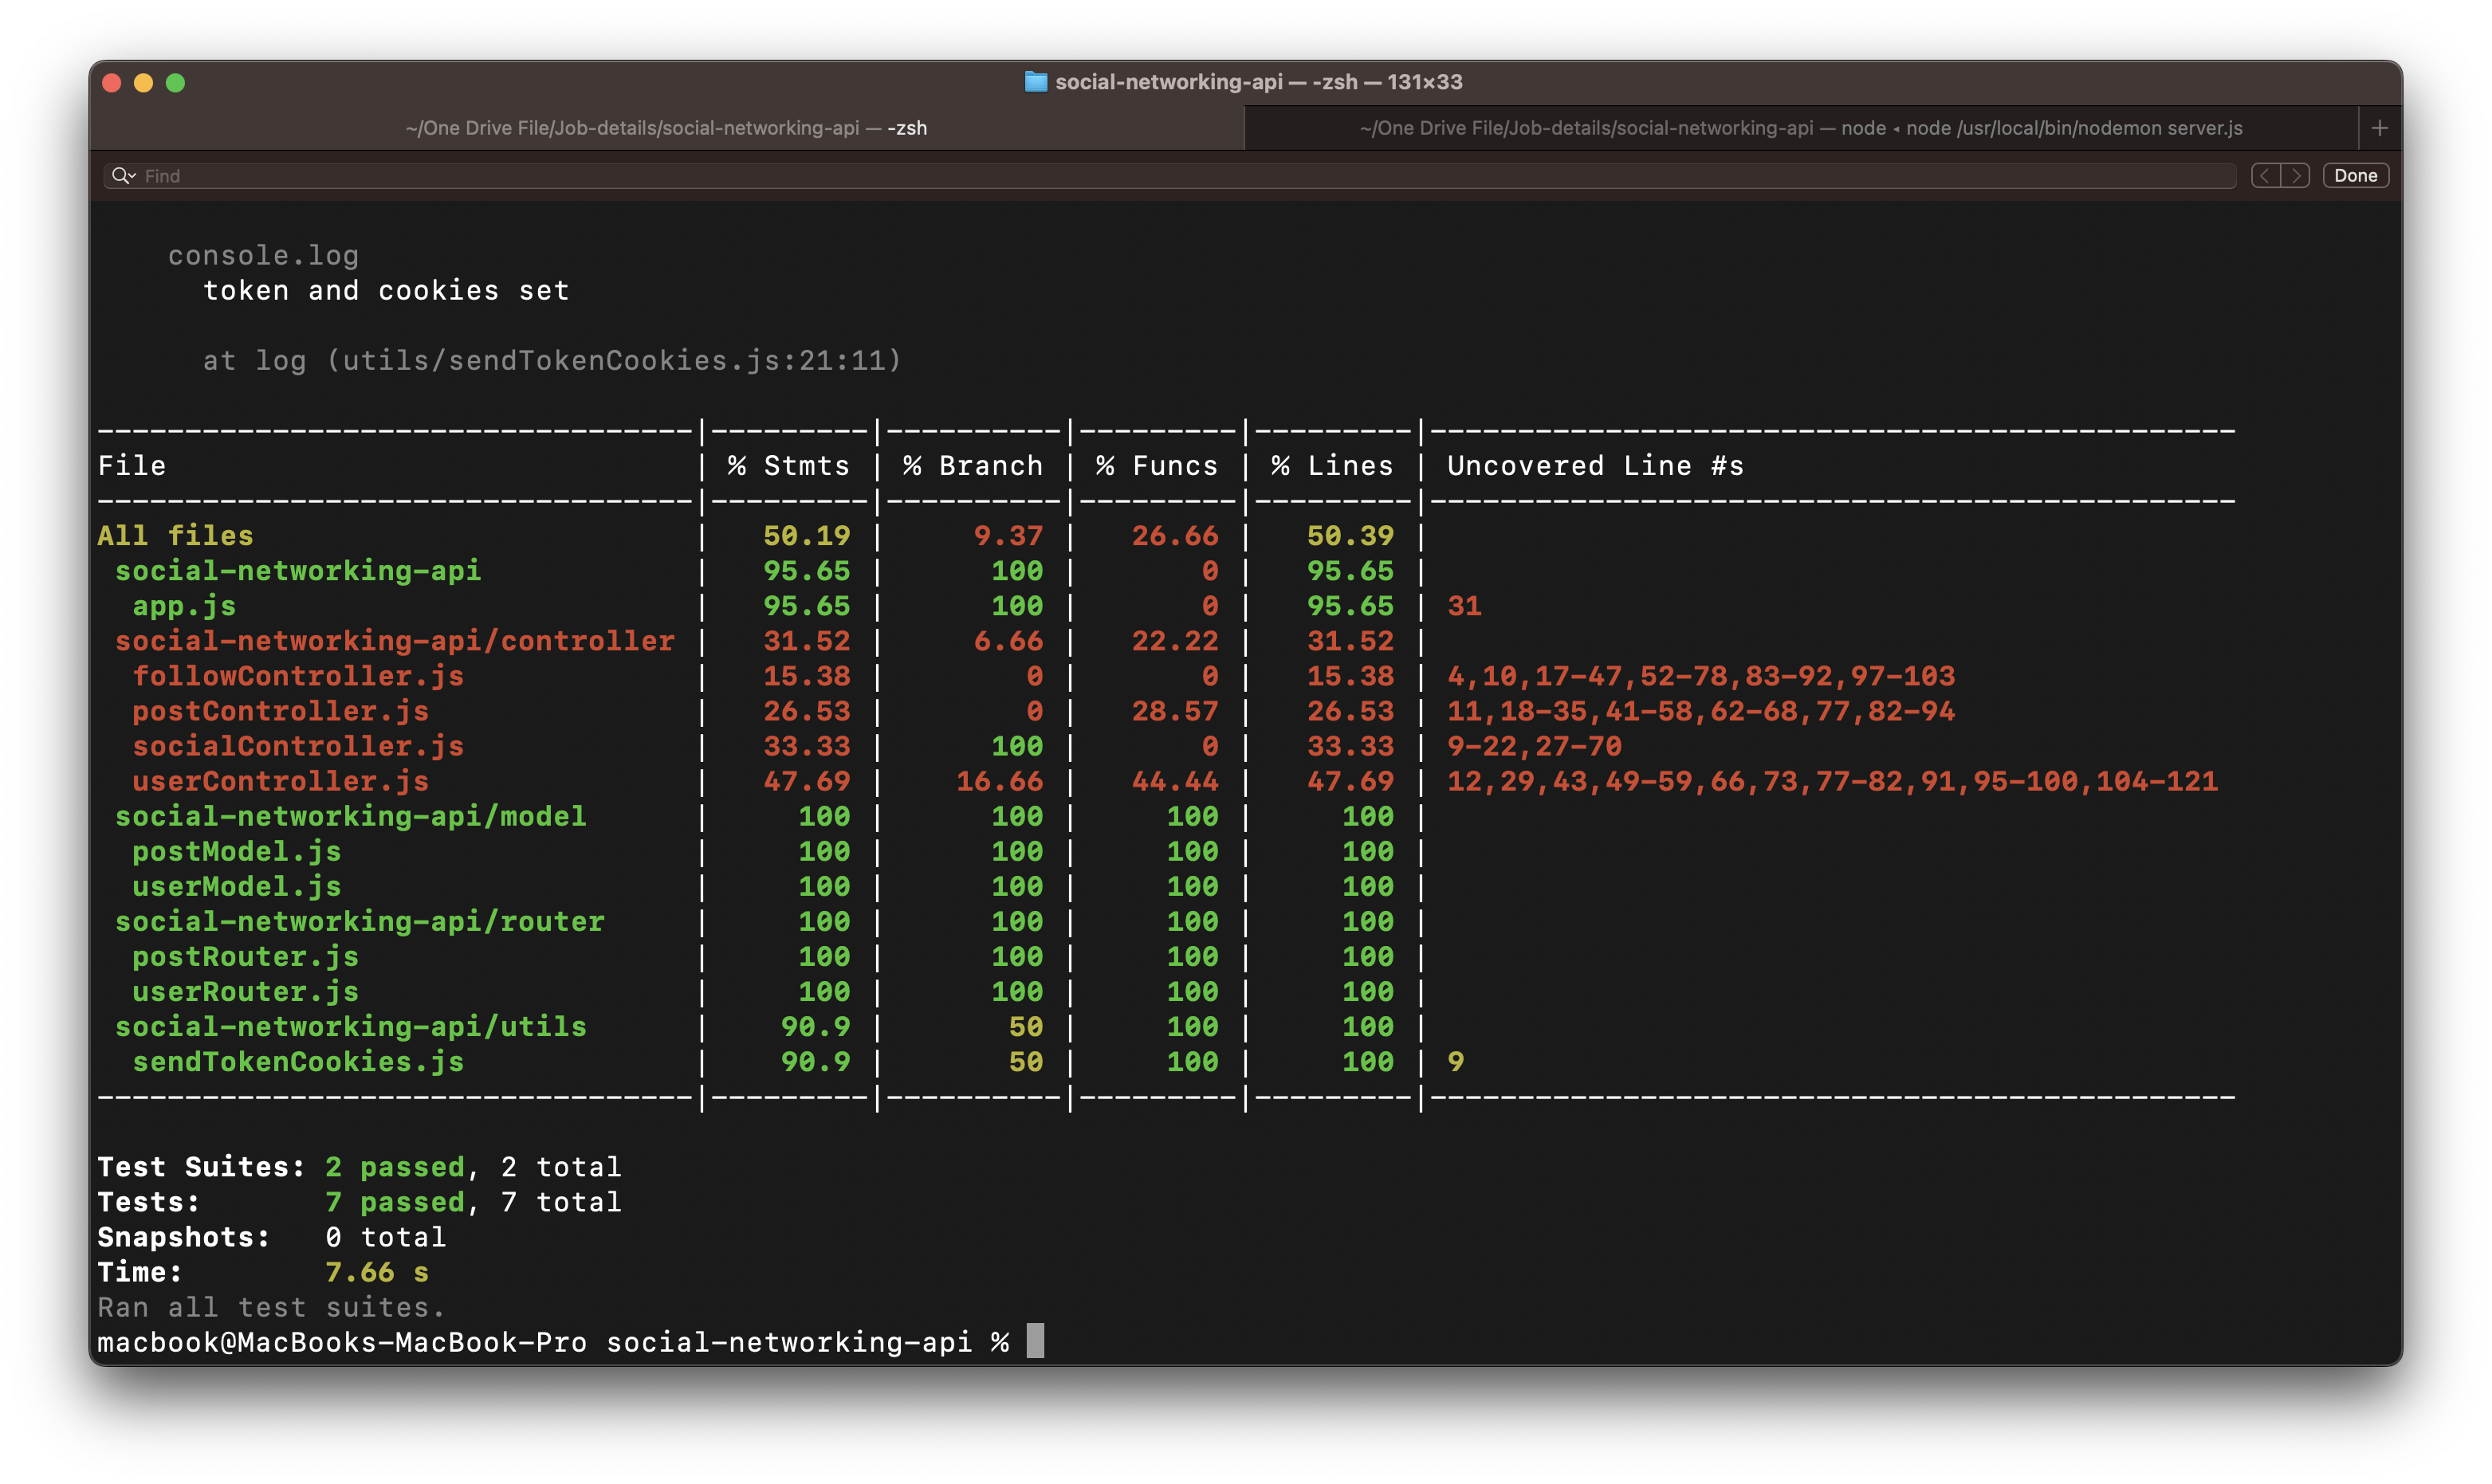 social-networking-api — -zsh — 131×33
~/One Drive File/Job-details/social-networking-api — -zsh
~/One Drive File/Job-details/social-networking-api — node ◂ node /usr/local/bin/nodemon server.js
+
Find
Done
console.log
token and cookies set
at log (utils/sendTokenCookies.js:21:11)
----------------------------------|---------|----------|---------|---------|----------------------------------------------
File | % Stmts | % Branch | % Funcs | % Lines | Uncovered Line #s
----------------------------------|---------|----------|---------|---------|----------------------------------------------
All files | 50.19 | 9.37 | 26.66 | 50.39 |
social-networking-api | 95.65 | 100 | 0 | 95.65 |
app.js | 95.65 | 100 | 0 | 95.65 | 31
social-networking-api/controller | 31.52 | 6.66 | 22.22 | 31.52 |
followController.js | 15.38 | 0 | 0 | 15.38 | 4,10,17-47,52-78,83-92,97-103
postController.js | 26.53 | 0 | 28.57 | 26.53 | 11,18-35,41-58,62-68,77,82-94
socialController.js | 33.33 | 100 | 0 | 33.33 | 9-22,27-70
userController.js | 47.69 | 16.66 | 44.44 | 47.69 | 12,29,43,49-59,66,73,77-82,91,95-100,104-121
social-networking-api/model | 100 | 100 | 100 | 100 |
postModel.js | 100 | 100 | 100 | 100 |
userModel.js | 100 | 100 | 100 | 100 |
social-networking-api/router | 100 | 100 | 100 | 100 |
postRouter.js | 100 | 100 | 100 | 100 |
userRouter.js | 100 | 100 | 100 | 100 |
social-networking-api/utils | 90.9 | 50 | 100 | 100 |
sendTokenCookies.js | 90.9 | 50 | 100 | 100 | 9
----------------------------------|---------|----------|---------|---------|----------------------------------------------
Test Suites: 2 passed, 2 total
Tests: 7 passed, 7 total
Snapshots: 0 total
Time: 7.66 s
Ran all test suites.
macbook@MacBooks-MacBook-Pro social-networking-api %